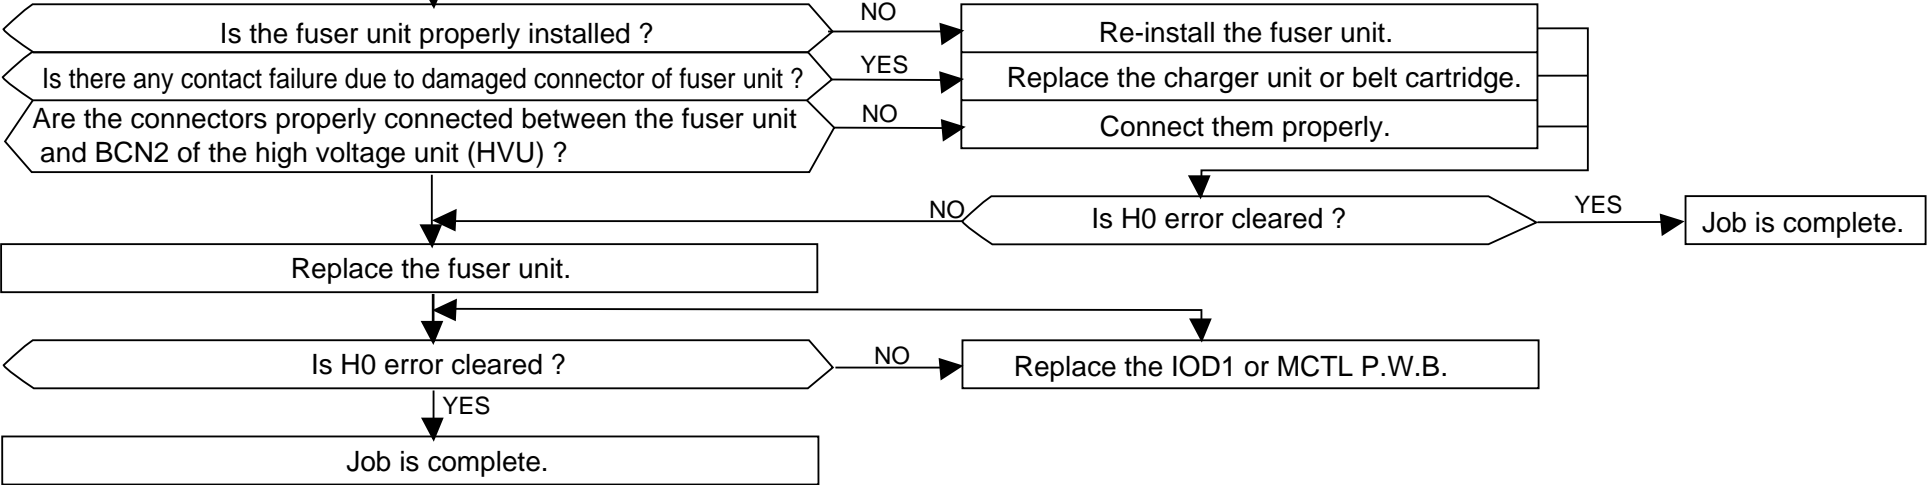 Is the fuser unit properly installed ?
NO
Re-install the fuser unit.
Is there any contact failure due to damaged connector of fuser unit ?
YES
Replace the charger unit or belt cartridge.
Are the connectors properly connected between the fuser unit
and BCN2 of the high voltage unit (HVU) ?
NO
Connect them properly.
NO
Is H0 error cleared ?
YES
Job is complete.
Replace the fuser unit.
Is H0 error cleared ?
NO
Replace the IOD1 or MCTL P.W.B.
YES
Job is complete.